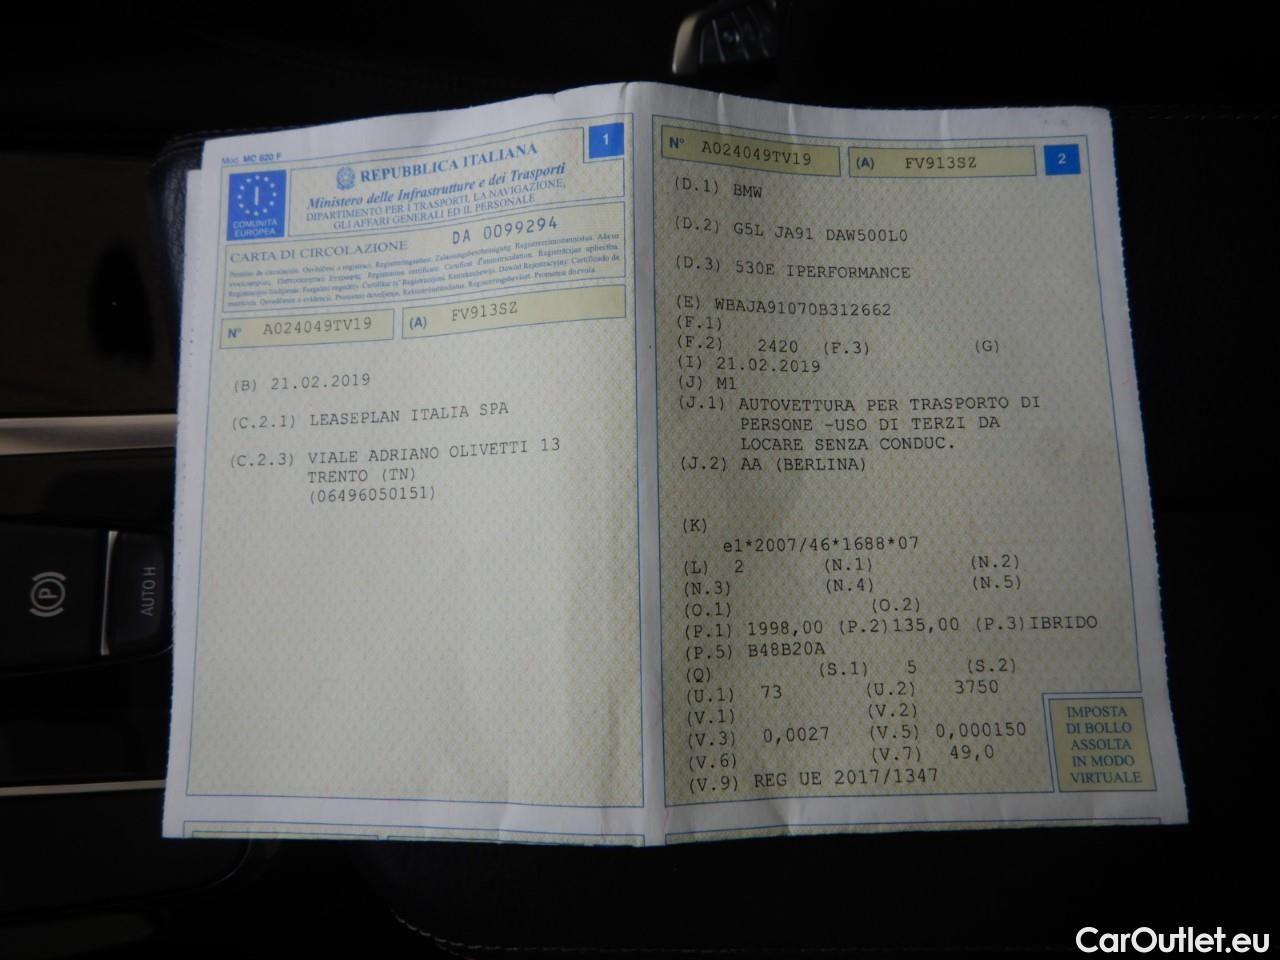 Mod. MC 820 F
1
I
COMUNITÀ
EUROPEA
REPUBBLICA ITALIANA
Ministero delle Infrastrutture e dei Trasporti
DIPARTIMENTO PER I TRASPORTI, LA NAVIGAZIONE,
GLI AFFARI GENERALI ED IL PERSONALE
CARTA DI CIRCOLAZIONE DA 0099294
N° A024049TV19 (A) FV913SZ
(B) 21.02.2019
(C.2.1) LEASEPLAN ITALIA SPA
(C.2.3) VIALE ADRIANO OLIVETTI 13
TRENTO (TN)
(06496050151)
N° A024049TV19 (A) FV913SZ 2
(D.1) BMW
(D.2) G5L JA91 DAW500L0
(D.3) 530E IPERFORMANCE
(E) WBAJA91070B312662
(F.1)
(F.2) 2420 (F.3) (G)
(I) 21.02.2019
(J) M1
(J.1) AUTOVETTURA PER TRASPORTO DI
PERSONE -USO DI TERZI DA
LOCARE SENZA CONDUC.
(J.2) AA (BERLINA)
(K)
e1*2007/46*1688*07
(L) 2 (N.1) (N.2)
(N.3) (N.4) (N.5)
(O.1) (O.2)
(P.1) 1998,00 (P.2)135,00 (P.3)IBRIDO
(P.5) B48B20A
(Q) (S.1) 5 (S.2)
(U.1) 73 (U.2) 3750
(V.1) (V.2)
(V.3) 0,0027 (V.5) 0,000150
(V.6) (V.7) 49,0
(V.9) REG UE 2017/1347
IMPOSTA
DI BOLLO
ASSOLTA
IN MODO
VIRTUALE
(P)
AUTO H
CarOutlet.eu